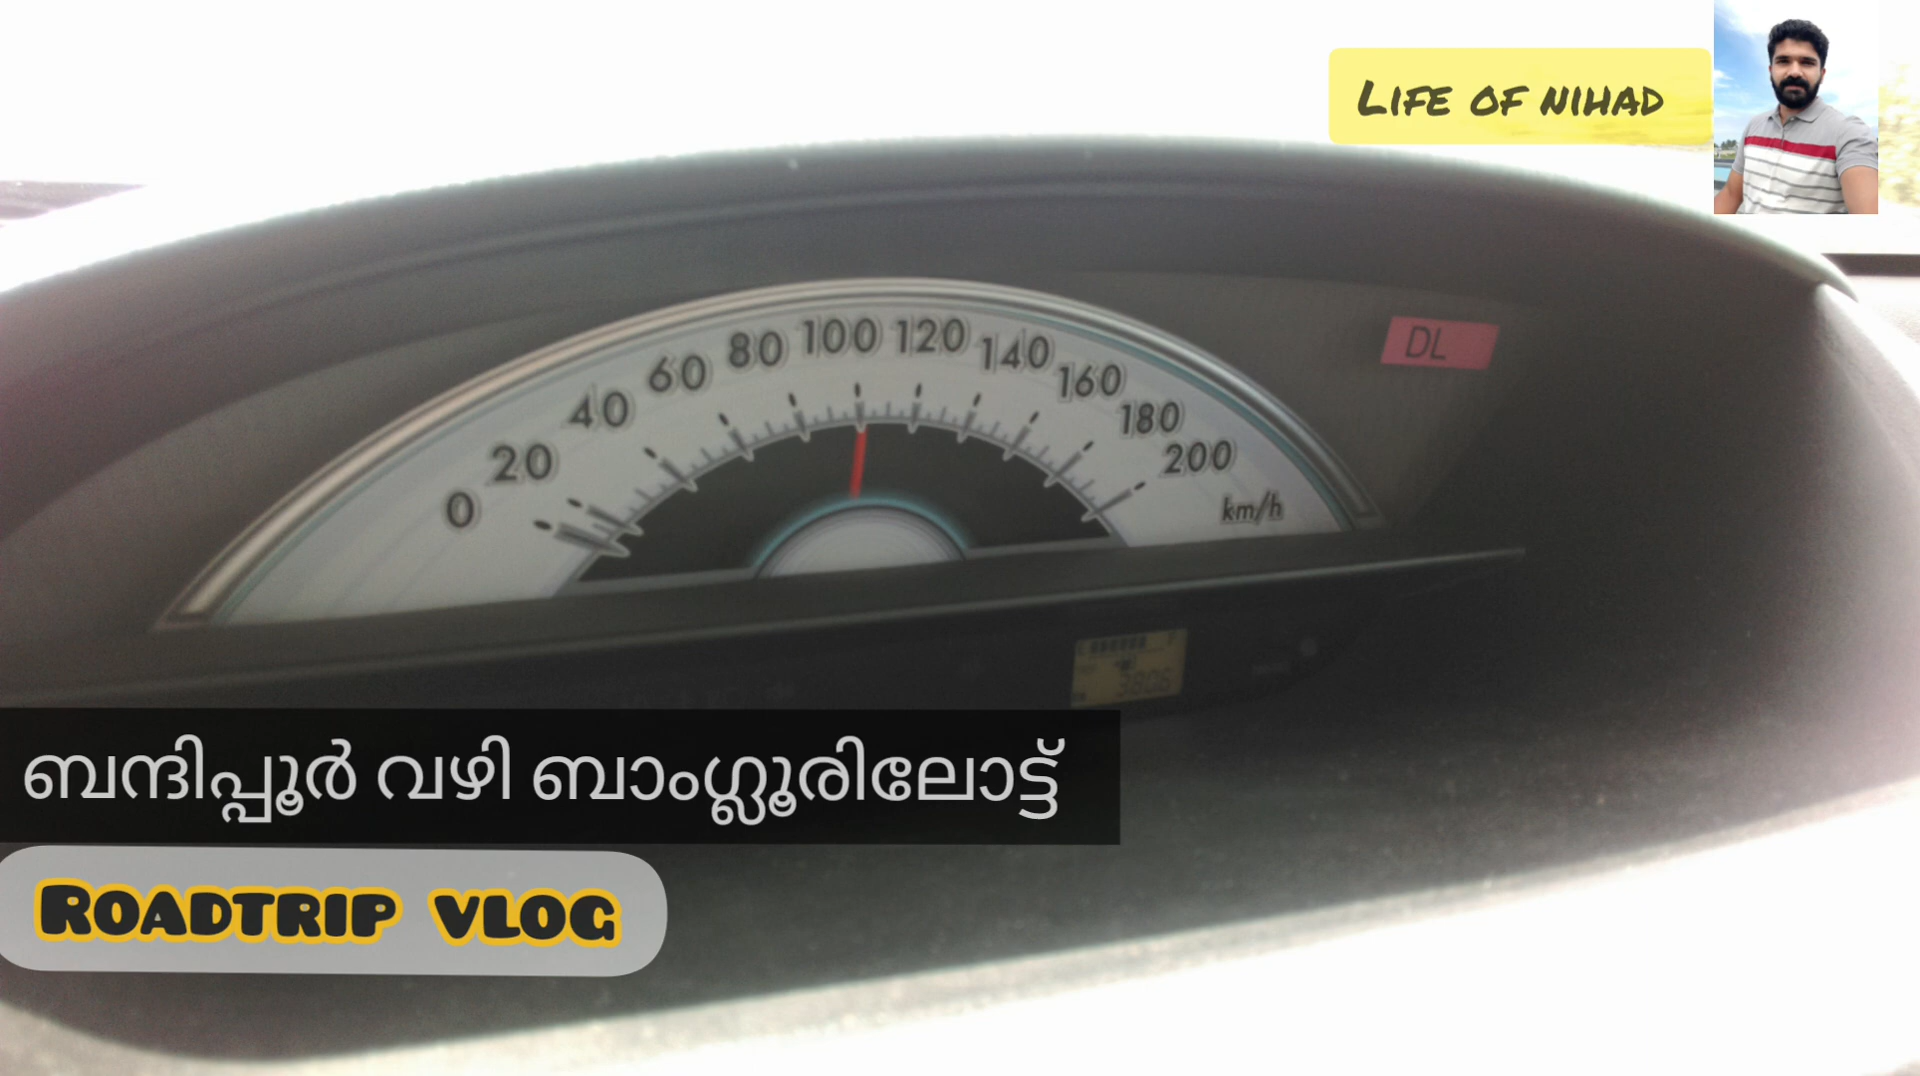 LIFE OF NIHAD
0 20 40 60 80 100 120 140 160 180 200
km/h
DL
ബന്ദിപ്പൂർ വഴി ബാംഗ്ലൂരിലോട്ട്
ROADTRIP VLOG